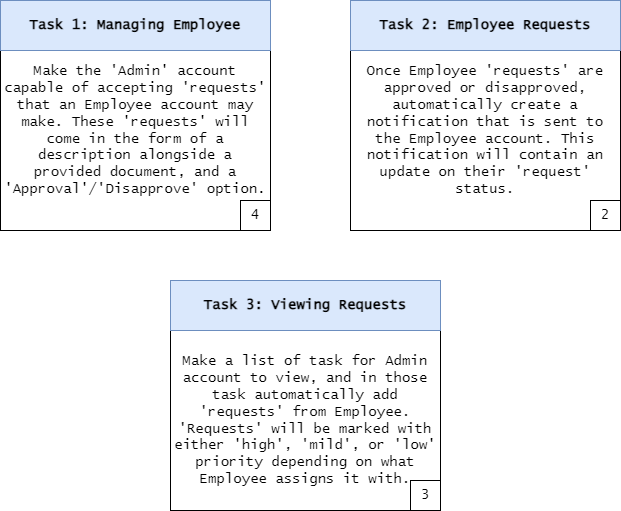 Task 1: Managing Employee
Make the 'Admin' account
capable of accepting 'requests'
that an Employee account may
make. These 'requests' will
come in the form of a
description alongside a
provided document, and a
'Approval'/'Disapprove' option.
4
Task 2: Employee Requests
Once Employee 'requests' are
approved or disapproved,
automatically create a
notification that is sent to
the Employee account. This
notification will contain an
update on their 'request'
status.
2
Task 3: Viewing Requests
Make a list of task for Admin
account to view, and in those
task automatically add
'requests' from Employee.
'Requests' will be marked with
either 'high', 'mild', or 'low'
priority depending on what
Employee assigns it with.
3